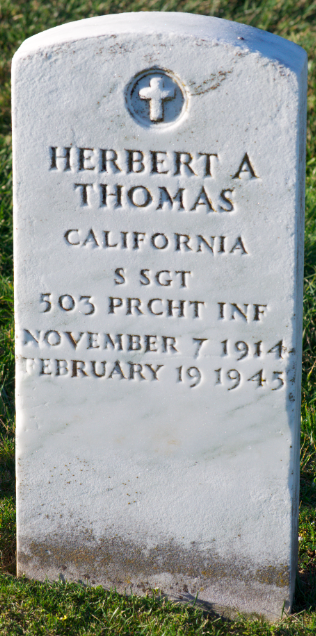 HERBERT A
THOMAS
CALIFORNIA
S SGT
503 PRCHT INF
NOVEMBER 7 1914
FEBRUARY 19 1945